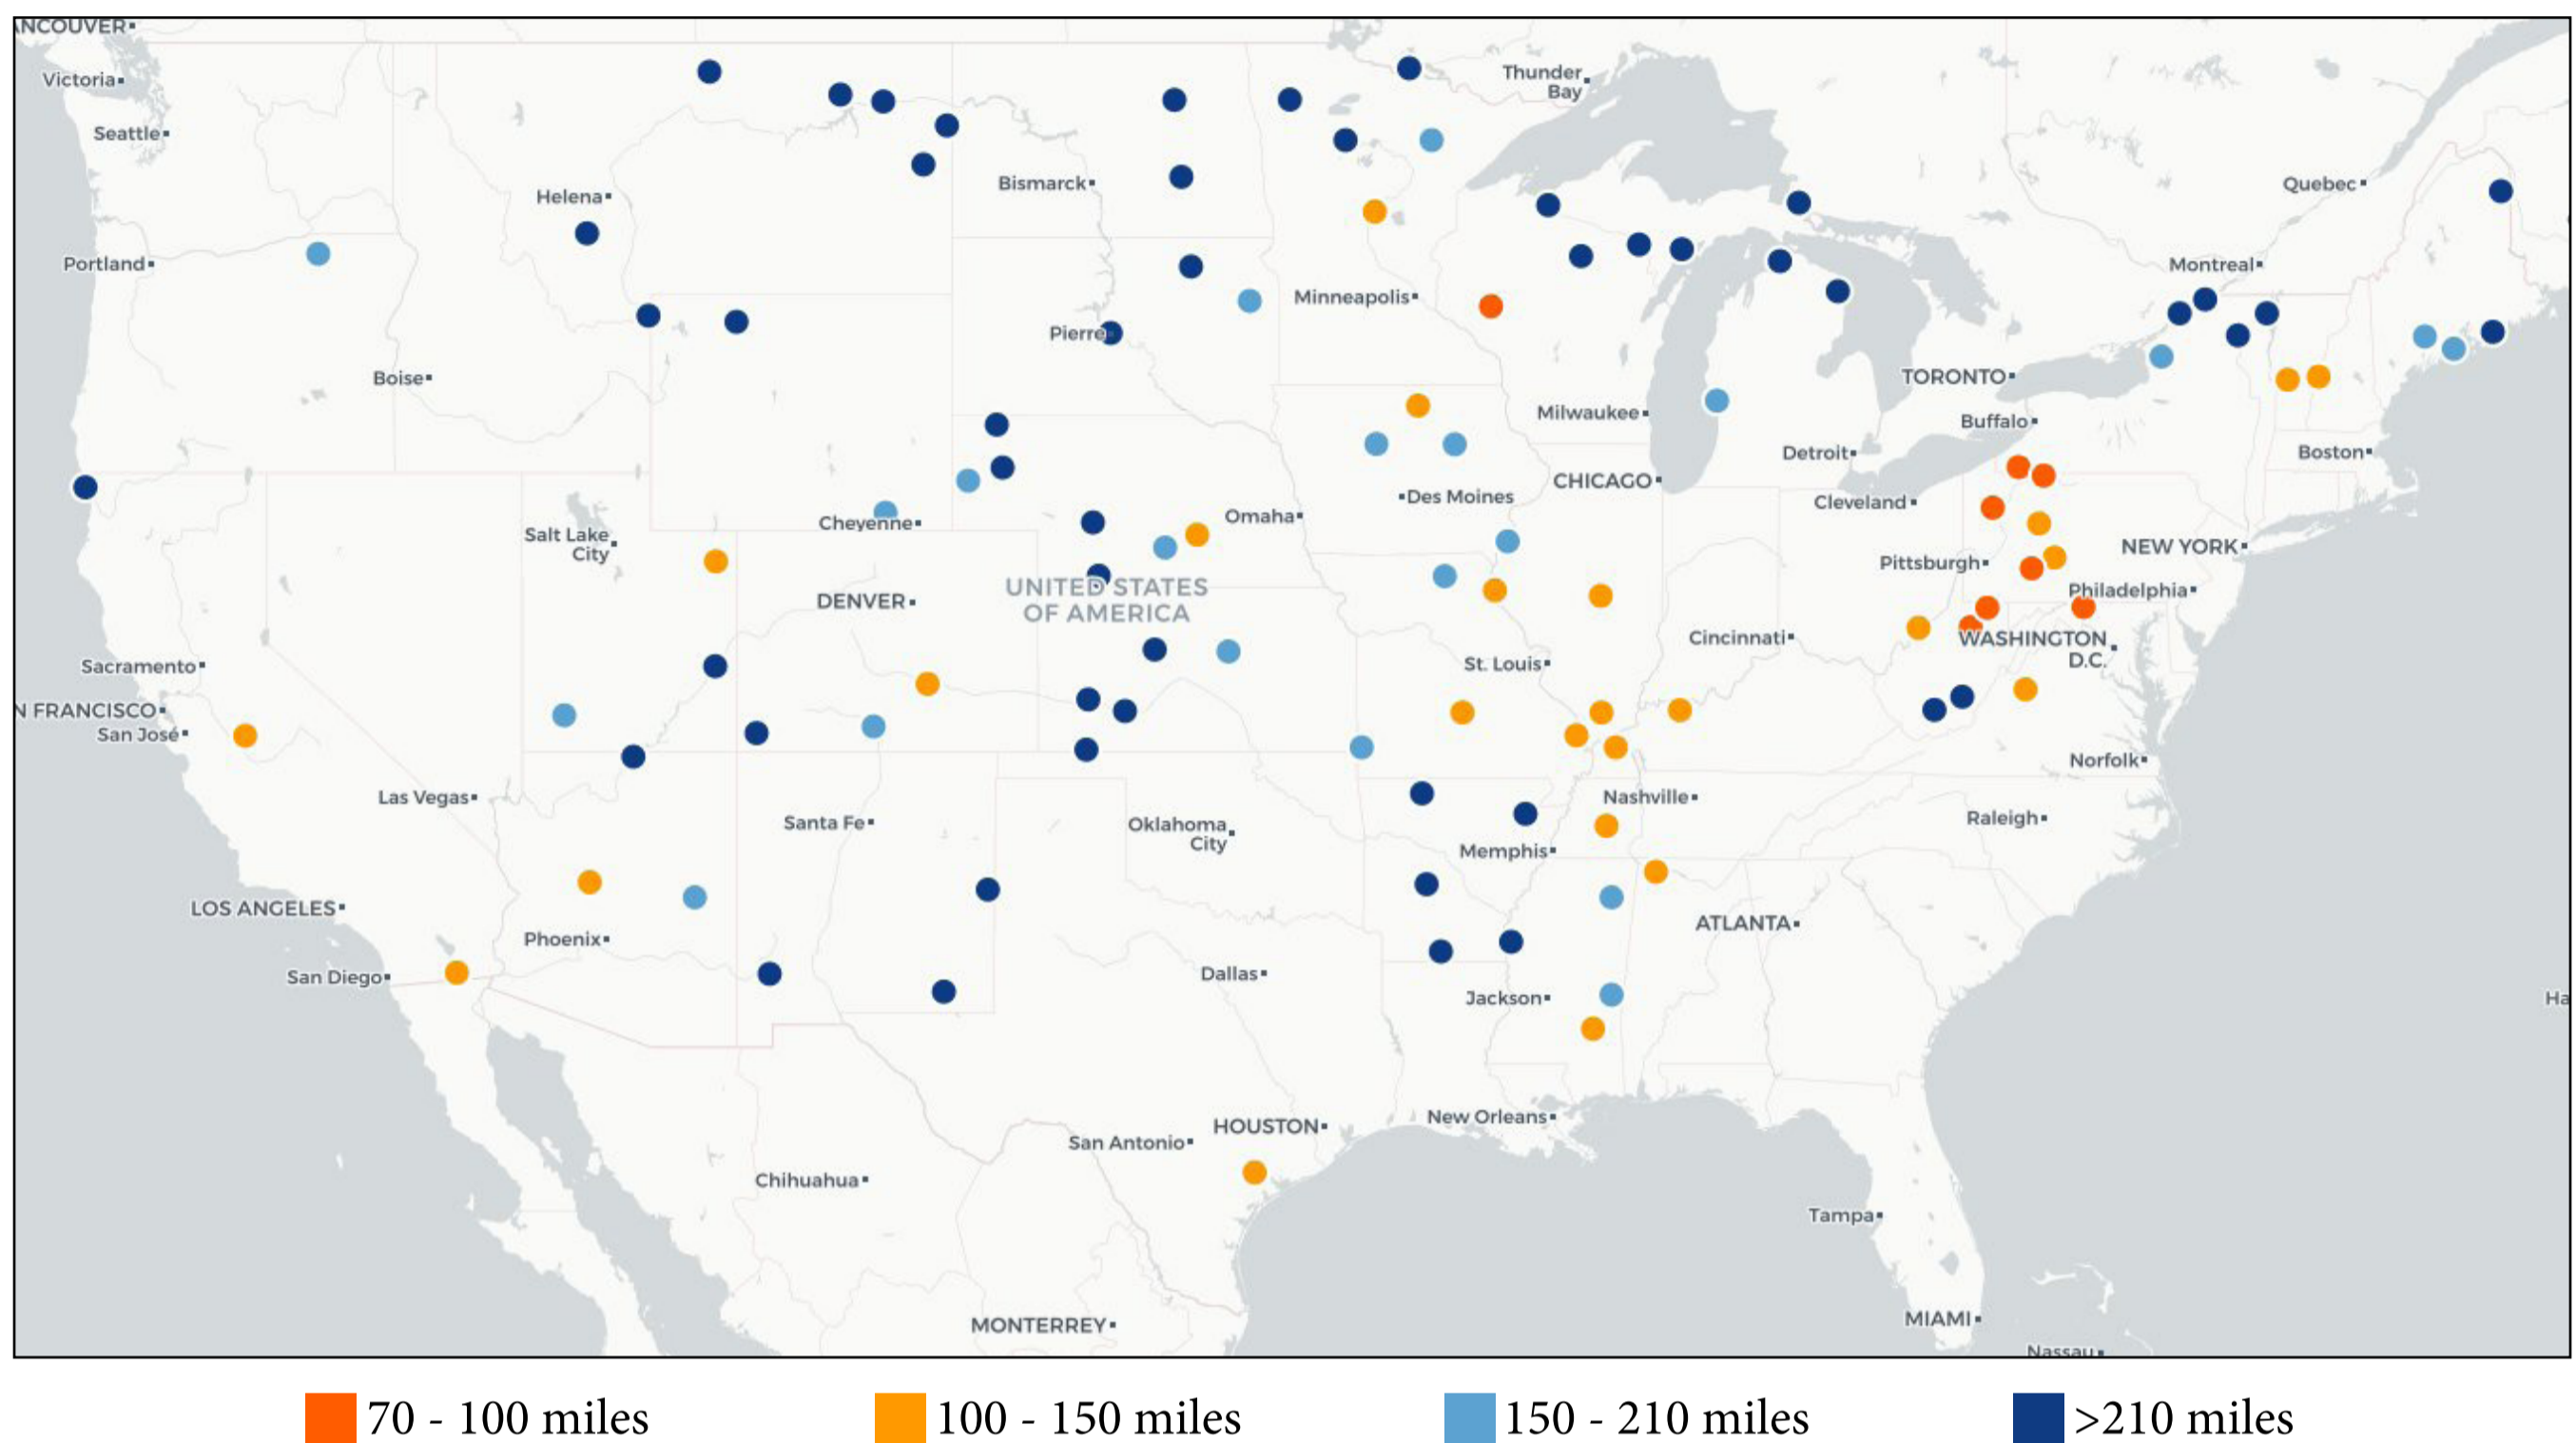 ANCOUVER
Victoria
Thunder
Bay
Seattle
Helena
Bismarck
Quebec
Portland
Montreal
Minneapolis
Pierre
Boise
TORONTO
Milwaukee
Buffalo
Detroit
Boston
CHICAGO
Des Moines
Cleveland
Cheyenne
Omaha
Salt Lake
City
NEW YORK
Pittsburgh
UNITED STATES
OF AMERICA
Philadelphia
DENVER
Cincinnati
WASHINGTON
D.C.
Sacramento
St. Louis
N FRANCISCO
San José
Norfolk
Las Vegas
Nashville
Santa Fe
Oklahoma
City
Raleigh
Memphis
LOS ANGELES
ATLANTA
Phoenix
San Diego
Dallas
Jackson
Ha
New Orleans
HOUSTON
San Antonio
Chihuahua
Tampa
MIAMI
MONTERREY
Nassau
70 - 100 miles
100 - 150 miles
150 - 210 miles
>210 miles